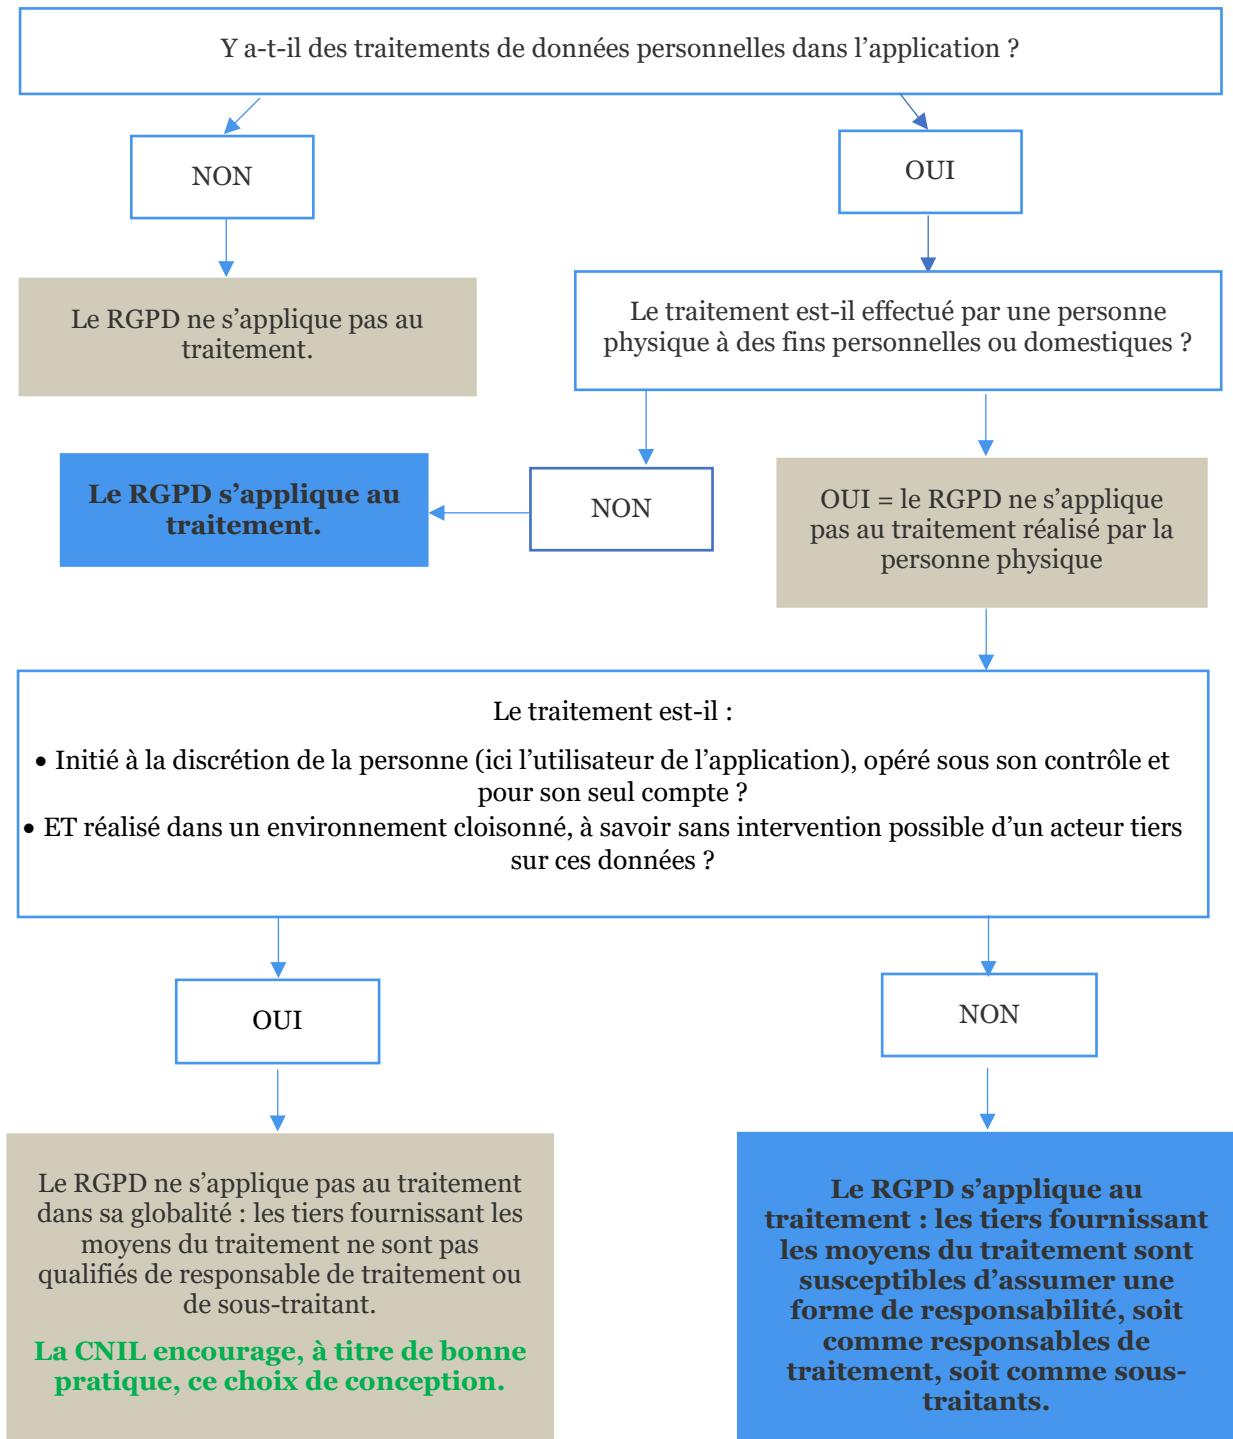 Y a-t-il des traitements de données personnelles dans l’application ?
NON
OUI
Le RGPD ne s’applique pas au
traitement.
Le traitement est-il effectué par une personne
physique à des fins personnelles ou domestiques ?
Le RGPD s’applique au
traitement.
NON
OUI = le RGPD ne s’applique
pas au traitement réalisé par la
personne physique
Le traitement est-il :
• Initié à la discrétion de la personne (ici l’utilisateur de l’application), opéré sous son contrôle et
pour son seul compte ?
• ET réalisé dans un environnement cloisonné, à savoir sans intervention possible d’un acteur tiers
sur ces données ?
OUI
NON
Le RGPD ne s’applique pas au traitement
dans sa globalité : les tiers fournissant les
moyens du traitement ne sont pas
qualifiés de responsable de traitement ou
de sous-traitant.
La CNIL encourage, à titre de bonne
pratique, ce choix de conception.
Le RGPD s’applique au
traitement : les tiers fournissant
les moyens du traitement sont
susceptibles d’assumer une
forme de responsabilité, soit
comme responsables de
traitement, soit comme sous-
traitants.